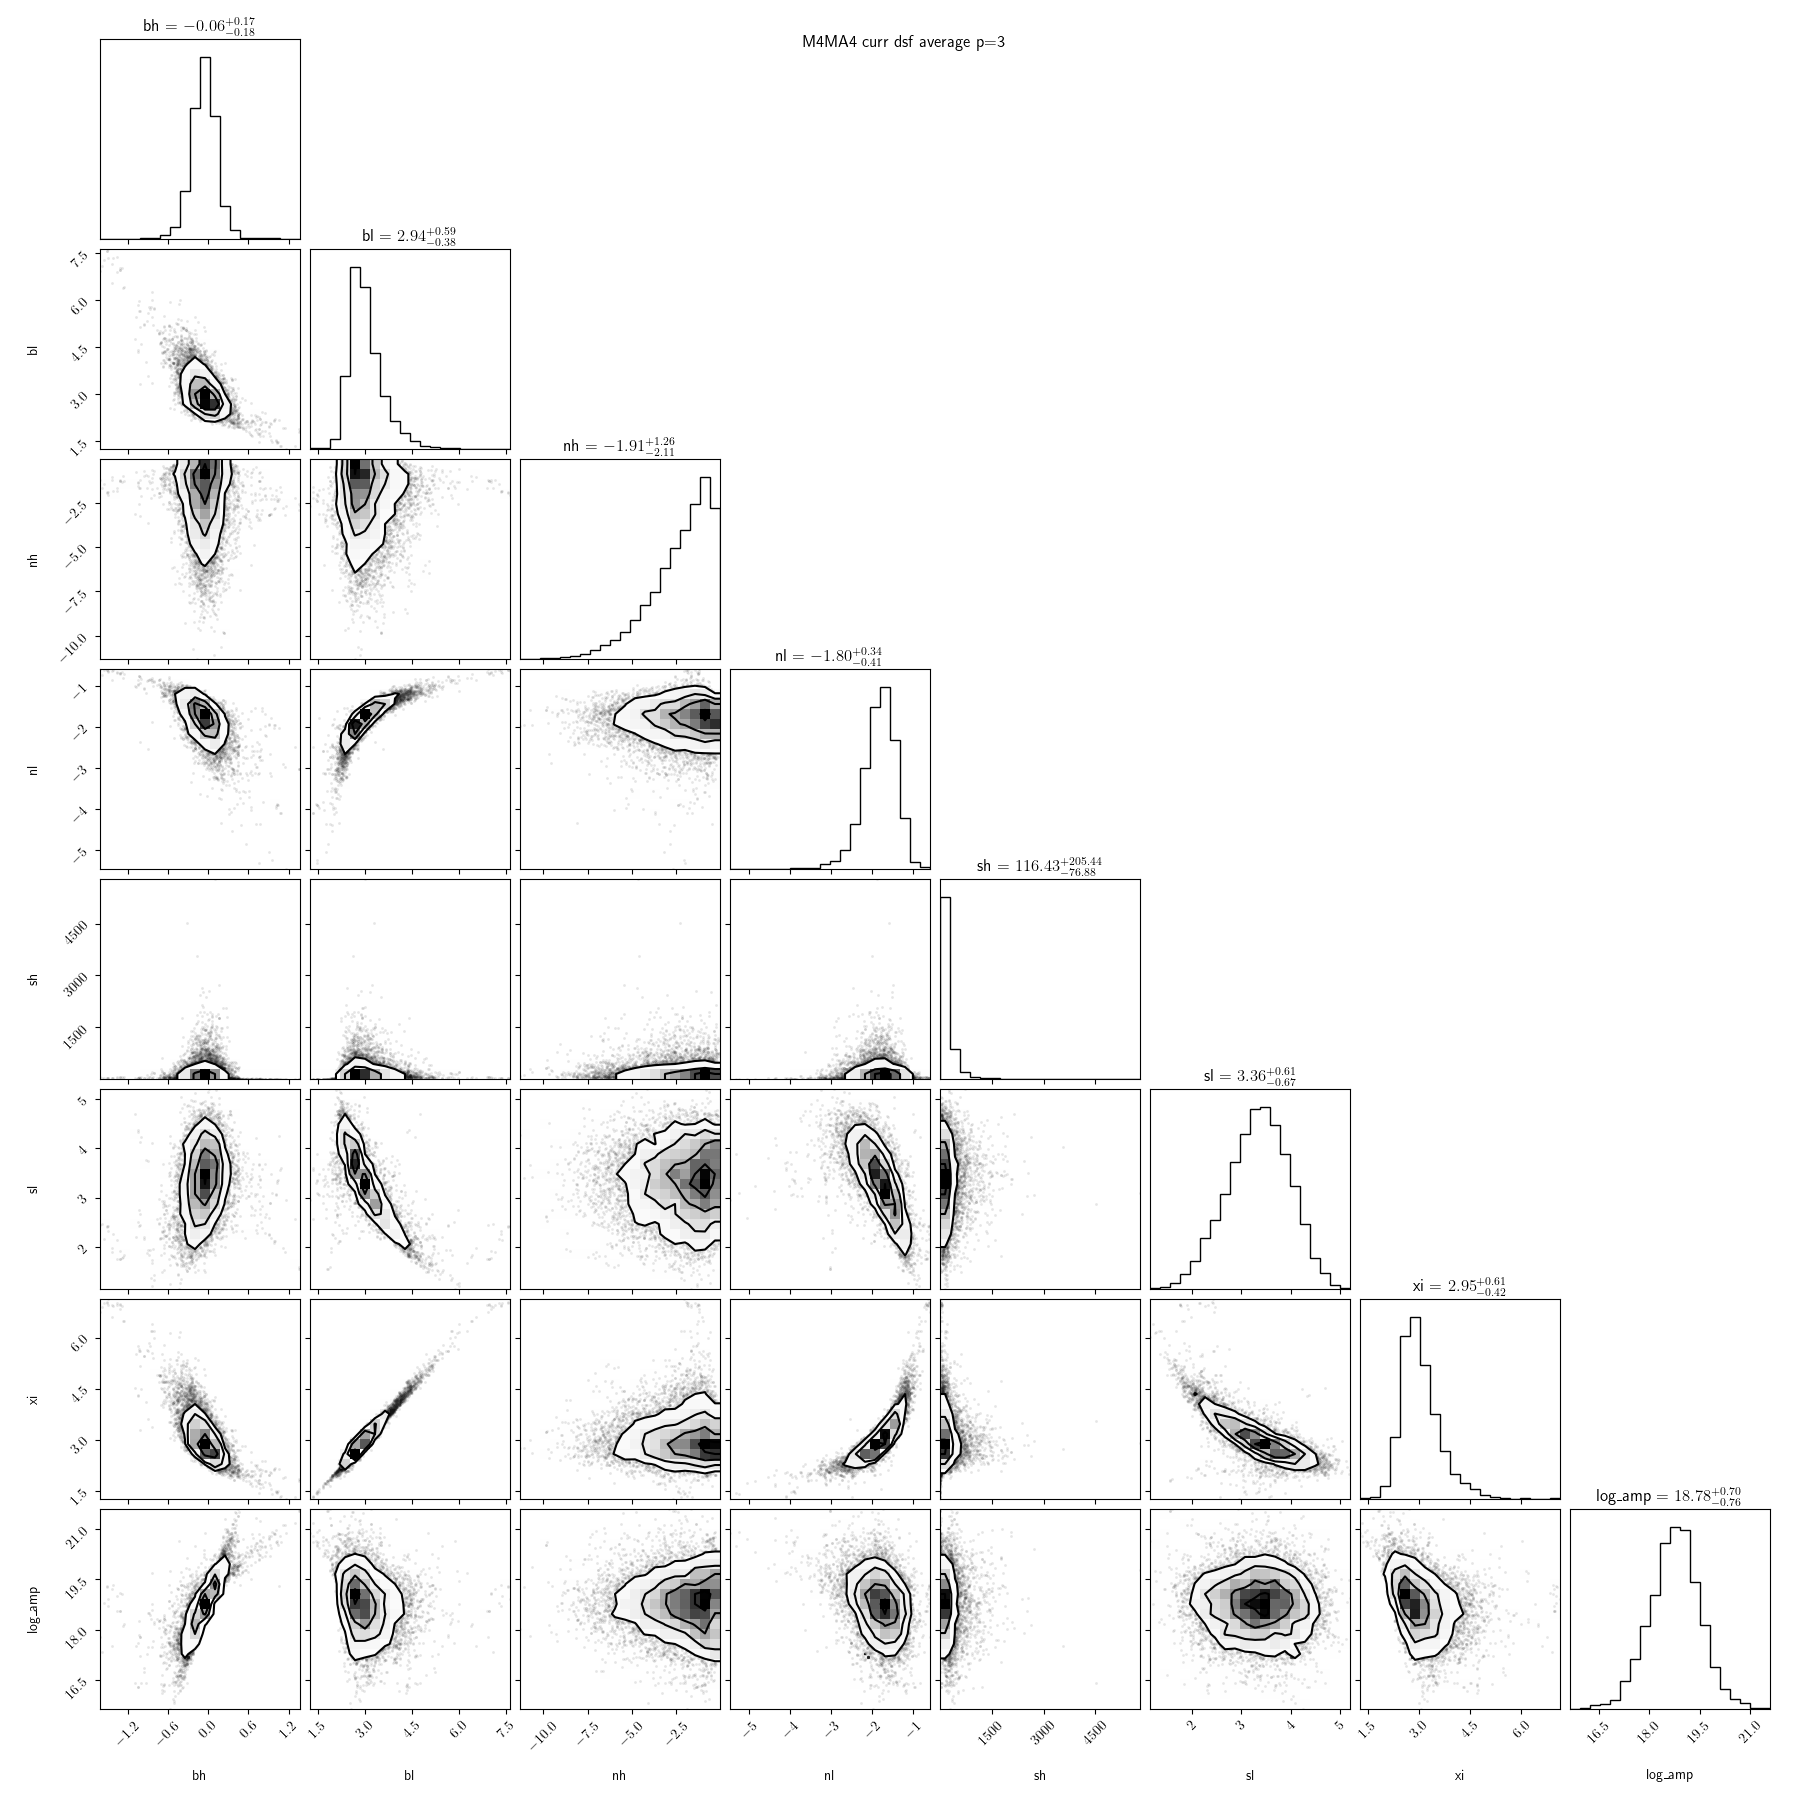 bh = −0.06+0.17−0.18
M4MA4 curr dsf average p=3
bl = 2.94+0.59−0.38
7.5
6.0
4.5
3.0
1.5
bl
nh = −1.91+1.26−2.11
−2.5
−5.0
−7.5
−10.0
nh
nl = −1.80+0.34−0.41
−1
−2
−3
−4
−5
nl
sh = 116.43+205.44−76.88
4500
3000
1500
sh
sl = 3.36+0.61−0.67
5
4
3
2
sl
xi = 2.95+0.61−0.42
6.0
4.5
3.0
1.5
xi
log_amp = 18.78+0.70−0.76
21.0
19.5
18.0
16.5
log_amp
−1.2 −0.6 0.0 0.6 1.2 1.5 3.0 4.5 6.0 7.5 −10.0 −7.5 −5.0 −2.5 −5 −4 −3 −2 −1 1500 3000 4500 2 3 4 5 1.5 3.0 4.5 6.0 16.5 18.0 19.5 21.0
bh bl nh nl sh sl xi log_amp